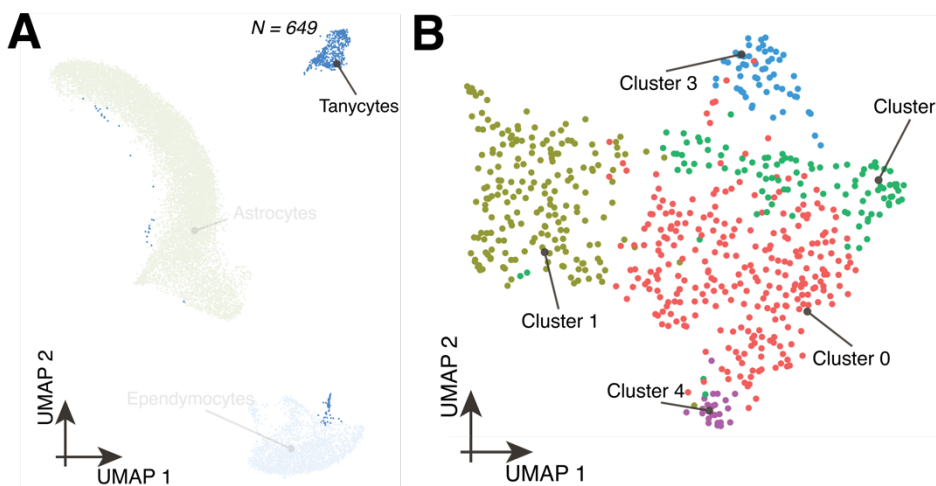 A
N = 649
Tanycytes
Astrocytes
Ependymocytes
UMAP 2
UMAP 1
B
Cluster 3
Cluster
Cluster 1
Cluster 0
Cluster 4
UMAP 2
UMAP 1